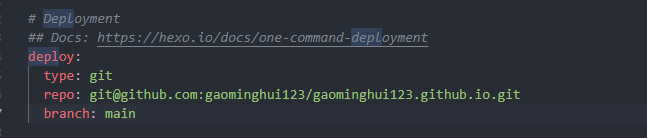 # Deployment
## Docs: https://hexo.io/docs/one-command-deployment
deploy:
  type: git
  repo: git@github.com:gaominghui123/gaominghui123.github.io.git
  branch: main